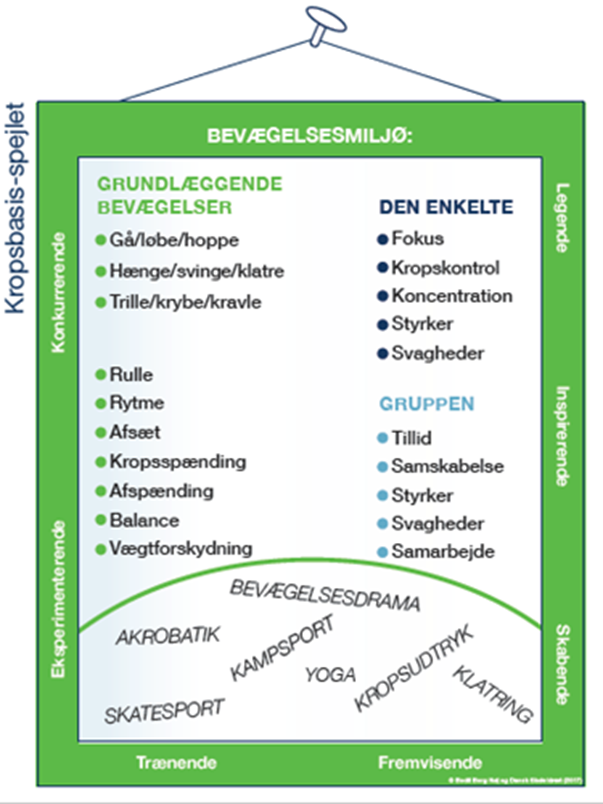 Kropsbasis-spejlet
BEVÆGELSESMILJØ:
Konkurrerende
Eksperimenterende
GRUNDLÆGGENDE
BEVÆGELSER
Gå/løbe/hoppe
Hænge/svinge/klatre
Trille/krybe/kravle
Rulle
Rytme
Afsæt
Kropsspænding
Afspænding
Balance
Vægtforskydning
DEN ENKELTE
Fokus
Kropskontrol
Koncentration
Styrker
Svagheder
GRUPPEN
Tillid
Samskabelse
Styrker
Svagheder
Samarbejde
Legende
Inspirerende
Skabende
BEVÆGELSESDRAMA
AKROBATIK
KAMPSPORT
YOGA
KROPSUDTRYK
KLATRING
SKATESPORT
Trænende
Fremvisende